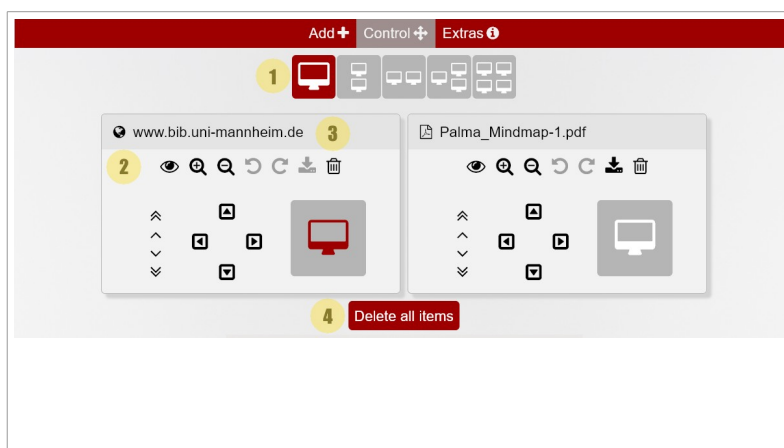 Add Control Extras
1
www.bib.uni-mannheim.de 3 Palma_Mindmap-1.pdf
2
4 Delete all items